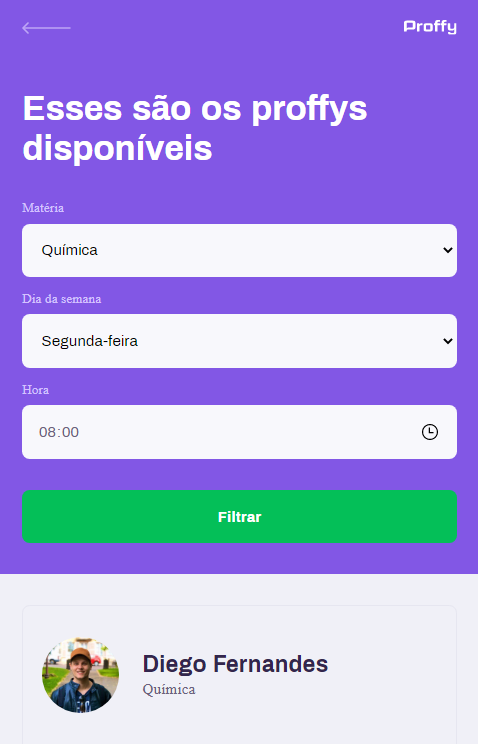 Proffy
Esses são os proffys
disponíveis
Matéria
Química
Dia da semana
Segunda-feira
Hora
08:00
Filtrar
Diego Fernandes
Química